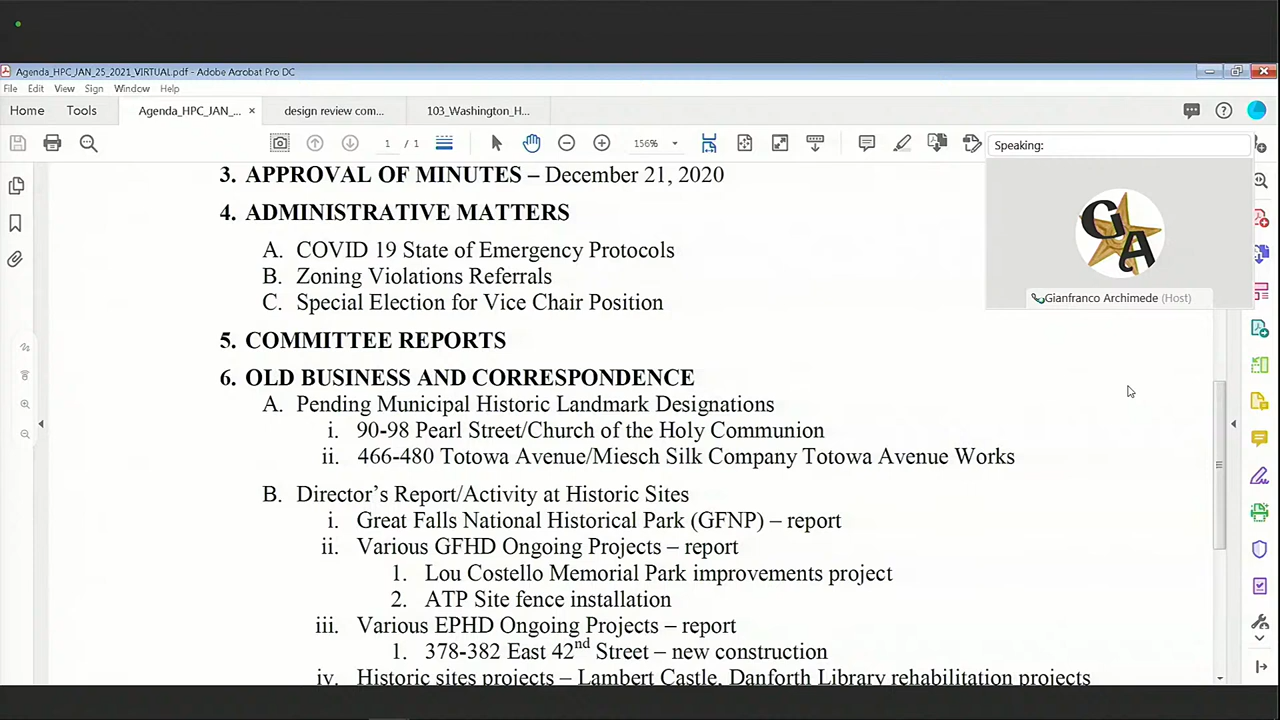 Agenda_HPC_JAN_25_2021_VIRTUAL.pdf - Adobe Acrobat Pro DC
File Edit View Sign Window Help
Home Tools Agenda_HPC_JAN_... × design review com... 103_Washington_H...
1 / 1 156%
Speaking:
GA
Gianfranco Archimede (Host)
3. APPROVAL OF MINUTES – December 21, 2020
4. ADMINISTRATIVE MATTERS
A. COVID 19 State of Emergency Protocols
B. Zoning Violations Referrals
C. Special Election for Vice Chair Position
5. COMMITTEE REPORTS
6. OLD BUSINESS AND CORRESPONDENCE
A. Pending Municipal Historic Landmark Designations
i. 90-98 Pearl Street/Church of the Holy Communion
ii. 466-480 Totowa Avenue/Miesch Silk Company Totowa Avenue Works
B. Director’s Report/Activity at Historic Sites
i. Great Falls National Historical Park (GFNP) – report
ii. Various GFHD Ongoing Projects – report
1. Lou Costello Memorial Park improvements project
2. ATP Site fence installation
iii. Various EPHD Ongoing Projects – report
1. 378-382 East 42nd Street – new construction
iv. Historic sites projects – Lambert Castle, Danforth Library rehabilitation projects